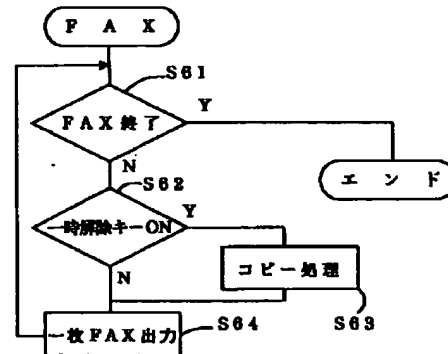 FAX
S61
FAX終了
Y
N
エンド
S62
一時解除キーON
Y
N
コピー処理
S63
一枚FAX出力
S64